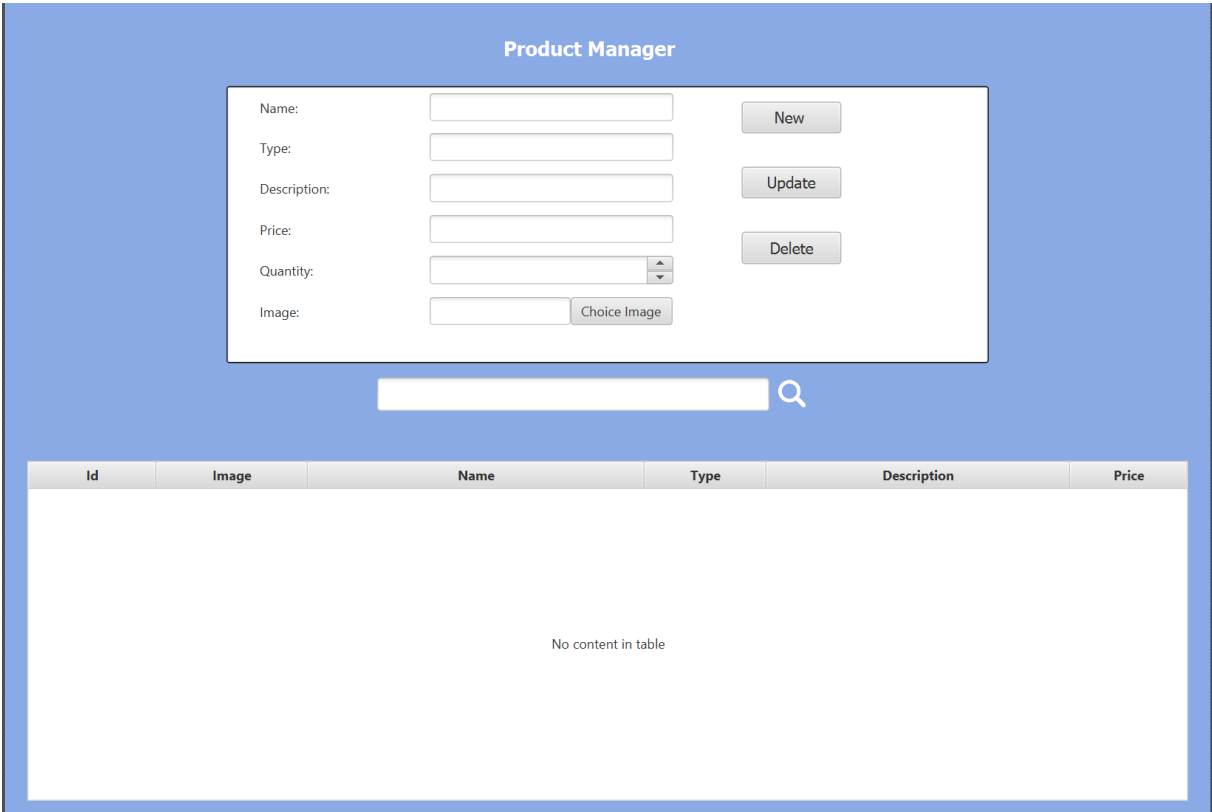 Product Manager
Name:
New
Type:
Update
Description:
Price:
Delete
Quantity:
Image:
Choice Image
Id Image Name Type Description Price
No content in table